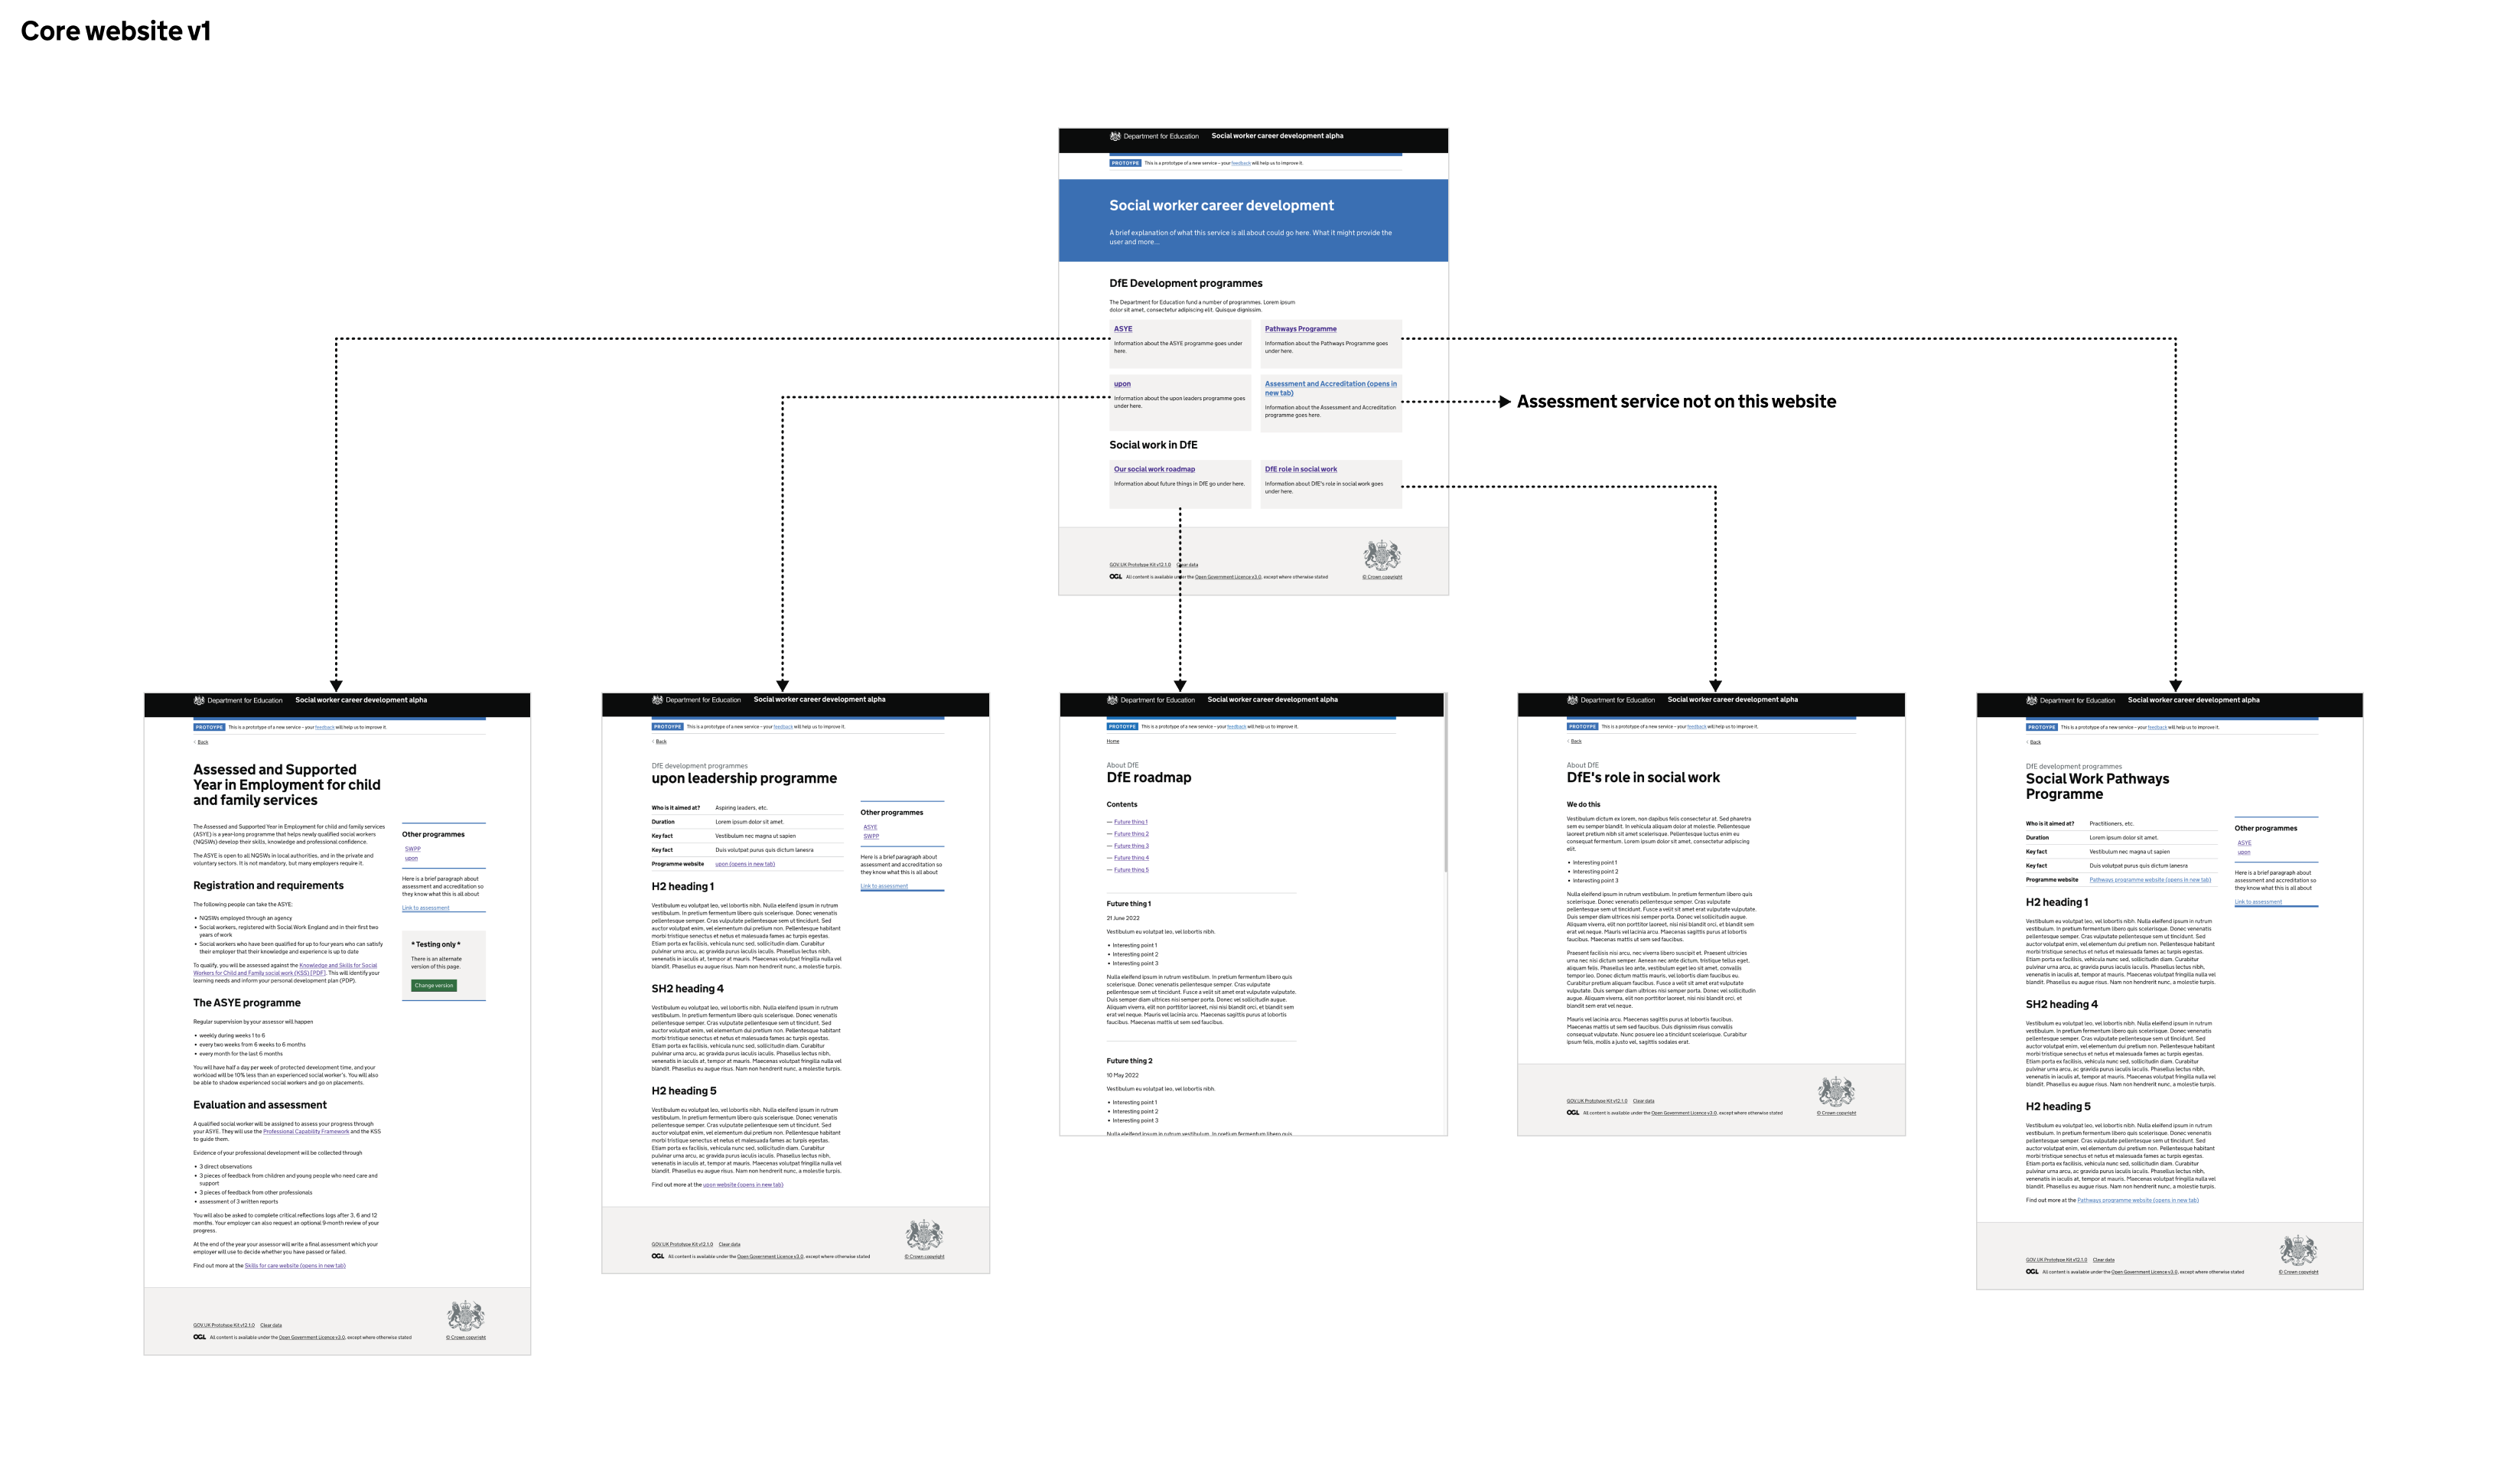 Core website v1
Department for Education Social worker career development alpha
PROTOYPE This is a prototype of a new service – your feedback will help us to improve it.
Social worker career development
A brief explanation of what this service is all about could go here. What it might provide the
user and more...
DfE Development programmes
The Department for Education fund a number of programmes. Lorem ipsum
dolor sit amet, consectetur adipiscing elit. Quisque dignissim.
ASYE
Information about the ASYE programme goes under
here.
Pathways Programme
Information about the Pathways Programme goes
under here.
upon
Information about the upon leaders programme goes
under here.
Assessment and Accreditation (opens in
new tab)
Information about the Assessment and Accreditation
programme goes here.
Assessment service not on this website
Social work in DfE
Our social work roadmap
Information about future things in DfE go under here.
DfE role in social work
Information about DfE's role in social work goes
under here.
GOV.UK Prototype Kit v12.1.0 Clear data
OGL All content is available under the Open Government Licence v3.0, except where otherwise stated
© Crown copyright
Department for Education Social worker career development alpha
PROTOYPE This is a prototype of a new service – your feedback will help us to improve it.
‹ Back
Assessed and Supported
Year in Employment for child
and family services
The Assessed and Supported Year in Employment for child and family services
(ASYE) is a year-long programme that helps newly qualified social workers
(NQSWs) develop their skills, knowledge and professional confidence.
The ASYE is open to all NQSWs in local authorities, and in the private and
voluntary sectors. It is not mandatory, but many employers require it.
Registration and requirements
The following people can take the ASYE:
• NQSWs employed through an agency
• Social workers, registered with Social Work England and in their first two
years of work
• Social workers who have been qualified for up to four years who can satisfy
their employer that their knowledge and experience is up to date
To qualify, you will be assessed against the Knowledge and Skills for Social
Workers for Child and Family social work (KSS) [PDF]. This will identify your
learning needs and inform your personal development plan (PDP).
The ASYE programme
Regular supervision by your assessor will happen
• weekly during weeks 1 to 6
• every two weeks from 6 weeks to 6 months
• every month for the last 6 months
You will have half a day per week of protected development time, and your
workload will be 10% less than an experienced social worker's. You will also
be able to shadow experienced social workers and go on placements.
Evaluation and assessment
A qualified social worker will be assigned to assess your progress through
your ASYE. They will use the Professional Capability Framework and the KSS
to guide them.
Evidence of your professional development will be collected through
• 3 direct observations
• 3 pieces of feedback from children and young people who need care and
support
• 3 pieces of feedback from other professionals
• assessment of 3 written reports
You will also be asked to complete critical reflections logs after 3, 6 and 12
months. Your employer can also request an optional 9-month review of your
progress.
At the end of the year your assessor will write a final assessment which your
employer will use to decide whether you have passed or failed.
Find out more at the Skills for care website (opens in new tab)
Other programmes
SWPP
upon
Here is a brief paragraph about
assessment and accreditation so
they know what this is all about
Link to assessment
* Testing only *
There is an alternate
version of this page.
Change version
GOV.UK Prototype Kit v12.1.0 Clear data
OGL All content is available under the Open Government Licence v3.0, except where otherwise stated
© Crown copyright
Department for Education Social worker career development alpha
PROTOYPE This is a prototype of a new service – your feedback will help us to improve it.
‹ Back
DfE development programmes
upon leadership programme
Who is it aimed at? Aspiring leaders, etc.
Duration Lorem ipsum dolor sit amet.
Key fact Vestibulum nec magna ut sapien
Key fact Duis volutpat purus quis dictum lanesra
Programme website upon (opens in new tab)
H2 heading 1
Vestibulum eu volutpat leo, vel lobortis nibh. Nulla eleifend ipsum in rutrum
vestibulum. In pretium fermentum libero quis scelerisque. Donec venenatis
pellentesque semper. Cras vulputate pellentesque sem ut tincidunt. Sed
auctor volutpat enim, vel elementum dui pretium non. Pellentesque habitant
morbi tristique senectus et netus et malesuada fames ac turpis egestas.
Etiam porta ex facilisis, vehicula nunc sed, sollicitudin diam. Curabitur
pulvinar urna arcu, ac gravida purus iaculis iaculis. Phasellus lectus nibh,
venenatis in iaculis at, tempor at mauris. Maecenas volutpat fringilla nulla vel
blandit. Phasellus eu augue risus. Nam non hendrerit nunc, a molestie turpis.
SH2 heading 4
Vestibulum eu volutpat leo, vel lobortis nibh. Nulla eleifend ipsum in rutrum
vestibulum. In pretium fermentum libero quis scelerisque. Donec venenatis
pellentesque semper. Cras vulputate pellentesque sem ut tincidunt. Sed
auctor volutpat enim, vel elementum dui pretium non. Pellentesque habitant
morbi tristique senectus et netus et malesuada fames ac turpis egestas.
Etiam porta ex facilisis, vehicula nunc sed, sollicitudin diam. Curabitur
pulvinar urna arcu, ac gravida purus iaculis iaculis. Phasellus lectus nibh,
venenatis in iaculis at, tempor at mauris. Maecenas volutpat fringilla nulla vel
blandit. Phasellus eu augue risus. Nam non hendrerit nunc, a molestie turpis.
H2 heading 5
Vestibulum eu volutpat leo, vel lobortis nibh. Nulla eleifend ipsum in rutrum
vestibulum. In pretium fermentum libero quis scelerisque. Donec venenatis
pellentesque semper. Cras vulputate pellentesque sem ut tincidunt. Sed
auctor volutpat enim, vel elementum dui pretium non. Pellentesque habitant
morbi tristique senectus et netus et malesuada fames ac turpis egestas.
Etiam porta ex facilisis, vehicula nunc sed, sollicitudin diam. Curabitur
pulvinar urna arcu, ac gravida purus iaculis iaculis. Phasellus lectus nibh,
venenatis in iaculis at, tempor at mauris. Maecenas volutpat fringilla nulla vel
blandit. Phasellus eu augue risus. Nam non hendrerit nunc, a molestie turpis.
Find out more at the upon website (opens in new tab)
Other programmes
ASYE
SWPP
Here is a brief paragraph about
assessment and accreditation so
they know what this is all about
Link to assessment
GOV.UK Prototype Kit v12.1.0 Clear data
OGL All content is available under the Open Government Licence v3.0, except where otherwise stated
© Crown copyright
Department for Education Social worker career development alpha
PROTOYPE This is a prototype of a new service – your feedback will help us to improve it.
Home
About DfE
DfE roadmap
Contents
— Future thing 1
— Future thing 2
— Future thing 3
— Future thing 4
— Future thing 5
Future thing 1
21 June 2022
Vestibulum eu volutpat leo, vel lobortis nibh.
• Interesting point 1
• Interesting point 2
• Interesting point 3
Nulla eleifend ipsum in rutrum vestibulum. In pretium fermentum libero quis
scelerisque. Donec venenatis pellentesque semper. Cras vulputate
pellentesque sem ut tincidunt. Fusce a velit sit amet erat vulputate vulputate.
Duis semper diam ultrices nisi semper porta. Donec vel sollicitudin augue.
Aliquam viverra, elit non porttitor laoreet, nisi nisi blandit orci, et blandit sem
erat vel neque. Mauris vel lacinia arcu. Maecenas sagittis purus at lobortis
faucibus. Maecenas mattis ut sem sed faucibus.
Future thing 2
10 May 2022
Vestibulum eu volutpat leo, vel lobortis nibh.
• Interesting point 1
• Interesting point 2
• Interesting point 3
Nulla eleifend ipsum in rutrum vestibulum. In pretium fermentum libero quis
Department for Education Social worker career development alpha
PROTOYPE This is a prototype of a new service – your feedback will help us to improve it.
‹ Back
About DfE
DfE's role in social work
We do this
Vestibulum dictum ex lorem, non dapibus felis consectetur at. Sed pharetra
sem eu semper blandit. In vehicula aliquam dolor at molestie. Pellentesque
laoreet pretium nibh sit amet scelerisque. Pellentesque luctus enim eu
consequat fermentum. Lorem ipsum dolor sit amet, consectetur adipiscing
elit.
• Interesting point 1
• Interesting point 2
• Interesting point 3
Nulla eleifend ipsum in rutrum vestibulum. In pretium fermentum libero quis
scelerisque. Donec venenatis pellentesque semper. Cras vulputate
pellentesque sem ut tincidunt. Fusce a velit sit amet erat vulputate vulputate.
Duis semper diam ultrices nisi semper porta. Donec vel sollicitudin augue.
Aliquam viverra, elit non porttitor laoreet, nisi nisi blandit orci, et blandit sem
erat vel neque. Mauris vel lacinia arcu. Maecenas sagittis purus at lobortis
faucibus. Maecenas mattis ut sem sed faucibus.
Praesent facilisis nisi arcu, nec viverra libero suscipit et. Praesent ultricies
urna nec nisi dictum semper. Aenean nec ante dictum, tristique tellus eget,
aliquam felis. Phasellus leo ante, vestibulum eget leo sit amet, convallis
tempor leo. Donec dictum mattis mauris, vel lobortis diam faucibus eu.
Curabitur pretium aliquam faucibus. Fusce a velit sit amet erat vulputate
vulputate. Duis semper diam ultrices nisi semper porta. Donec vel sollicitudin
augue. Aliquam viverra, elit non porttitor laoreet, nisi nisi blandit orci, et
blandit sem erat vel neque.
Mauris vel lacinia arcu. Maecenas sagittis purus at lobortis faucibus.
Maecenas mattis ut sem sed faucibus. Duis dignissim risus convallis
consequat vulputate. Nunc posuere leo a tincidunt scelerisque. Curabitur
ipsum felis, mollis a justo vel, sagittis sodales erat.
GOV.UK Prototype Kit v12.1.0 Clear data
OGL All content is available under the Open Government Licence v3.0, except where otherwise stated
© Crown copyright
Department for Education Social worker career development alpha
PROTOYPE This is a prototype of a new service – your feedback will help us to improve it.
‹ Back
DfE development programmes
Social Work Pathways
Programme
Who is it aimed at? Practitioners, etc.
Duration Lorem ipsum dolor sit amet.
Key fact Vestibulum nec magna ut sapien
Key fact Duis volutpat purus quis dictum lanesra
Programme website Pathways programme website (opens in new tab)
H2 heading 1
Vestibulum eu volutpat leo, vel lobortis nibh. Nulla eleifend ipsum in rutrum
vestibulum. In pretium fermentum libero quis scelerisque. Donec venenatis
pellentesque semper. Cras vulputate pellentesque sem ut tincidunt. Sed
auctor volutpat enim, vel elementum dui pretium non. Pellentesque habitant
morbi tristique senectus et netus et malesuada fames ac turpis egestas.
Etiam porta ex facilisis, vehicula nunc sed, sollicitudin diam. Curabitur
pulvinar urna arcu, ac gravida purus iaculis iaculis. Phasellus lectus nibh,
venenatis in iaculis at, tempor at mauris. Maecenas volutpat fringilla nulla vel
blandit. Phasellus eu augue risus. Nam non hendrerit nunc, a molestie turpis.
SH2 heading 4
Vestibulum eu volutpat leo, vel lobortis nibh. Nulla eleifend ipsum in rutrum
vestibulum. In pretium fermentum libero quis scelerisque. Donec venenatis
pellentesque semper. Cras vulputate pellentesque sem ut tincidunt. Sed
auctor volutpat enim, vel elementum dui pretium non. Pellentesque habitant
morbi tristique senectus et netus et malesuada fames ac turpis egestas.
Etiam porta ex facilisis, vehicula nunc sed, sollicitudin diam. Curabitur
pulvinar urna arcu, ac gravida purus iaculis iaculis. Phasellus lectus nibh,
venenatis in iaculis at, tempor at mauris. Maecenas volutpat fringilla nulla vel
blandit. Phasellus eu augue risus. Nam non hendrerit nunc, a molestie turpis.
H2 heading 5
Vestibulum eu volutpat leo, vel lobortis nibh. Nulla eleifend ipsum in rutrum
vestibulum. In pretium fermentum libero quis scelerisque. Donec venenatis
pellentesque semper. Cras vulputate pellentesque sem ut tincidunt. Sed
auctor volutpat enim, vel elementum dui pretium non. Pellentesque habitant
morbi tristique senectus et netus et malesuada fames ac turpis egestas.
Etiam porta ex facilisis, vehicula nunc sed, sollicitudin diam. Curabitur
pulvinar urna arcu, ac gravida purus iaculis iaculis. Phasellus lectus nibh,
venenatis in iaculis at, tempor at mauris. Maecenas volutpat fringilla nulla vel
blandit. Phasellus eu augue risus. Nam non hendrerit nunc, a molestie turpis.
Find out more at the Pathways programme website (opens in new tab)
Other programmes
ASYE
upon
Here is a brief paragraph about
assessment and accreditation so
they know what this is all about
Link to assessment
GOV.UK Prototype Kit v12.1.0 Clear data
OGL All content is available under the Open Government Licence v3.0, except where otherwise stated
© Crown copyright